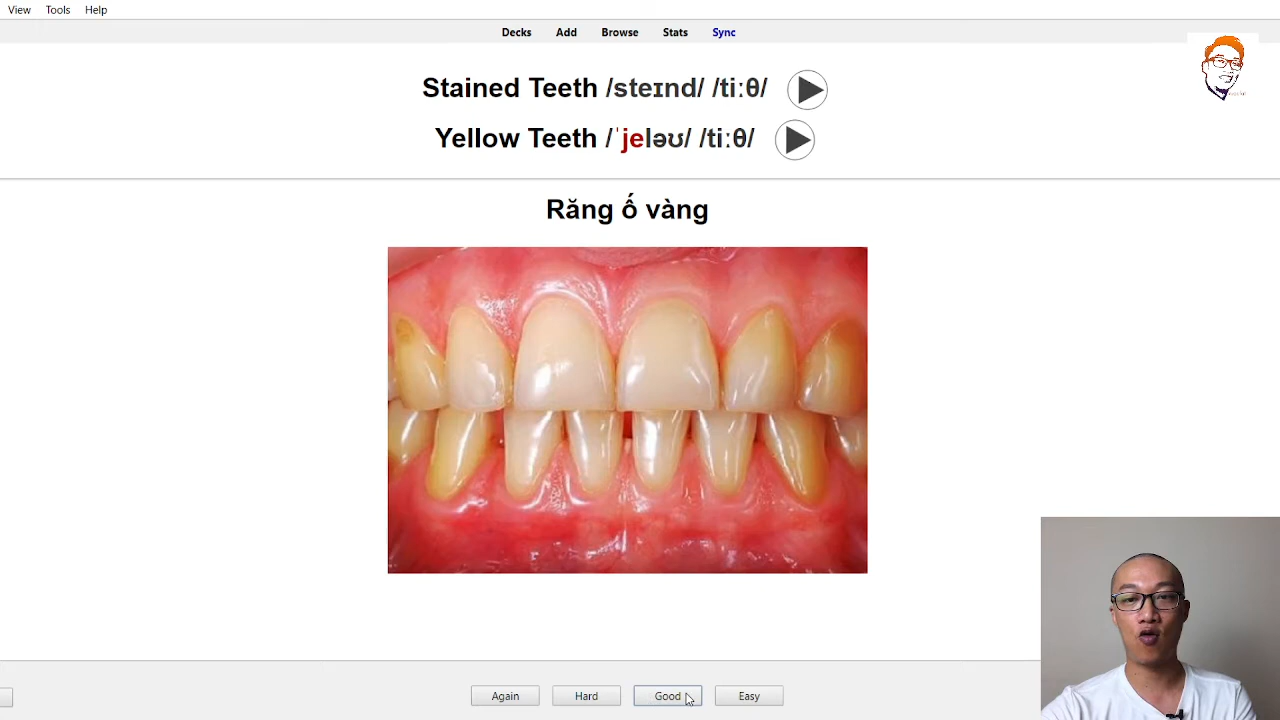 View Tools Help
Decks Add Browse Stats Sync
Stained Teeth /steɪnd/ /tiːθ/
Yellow Teeth /ˈjeləʊ/ /tiːθ/
Răng ố vàng
Again Hard Good Easy